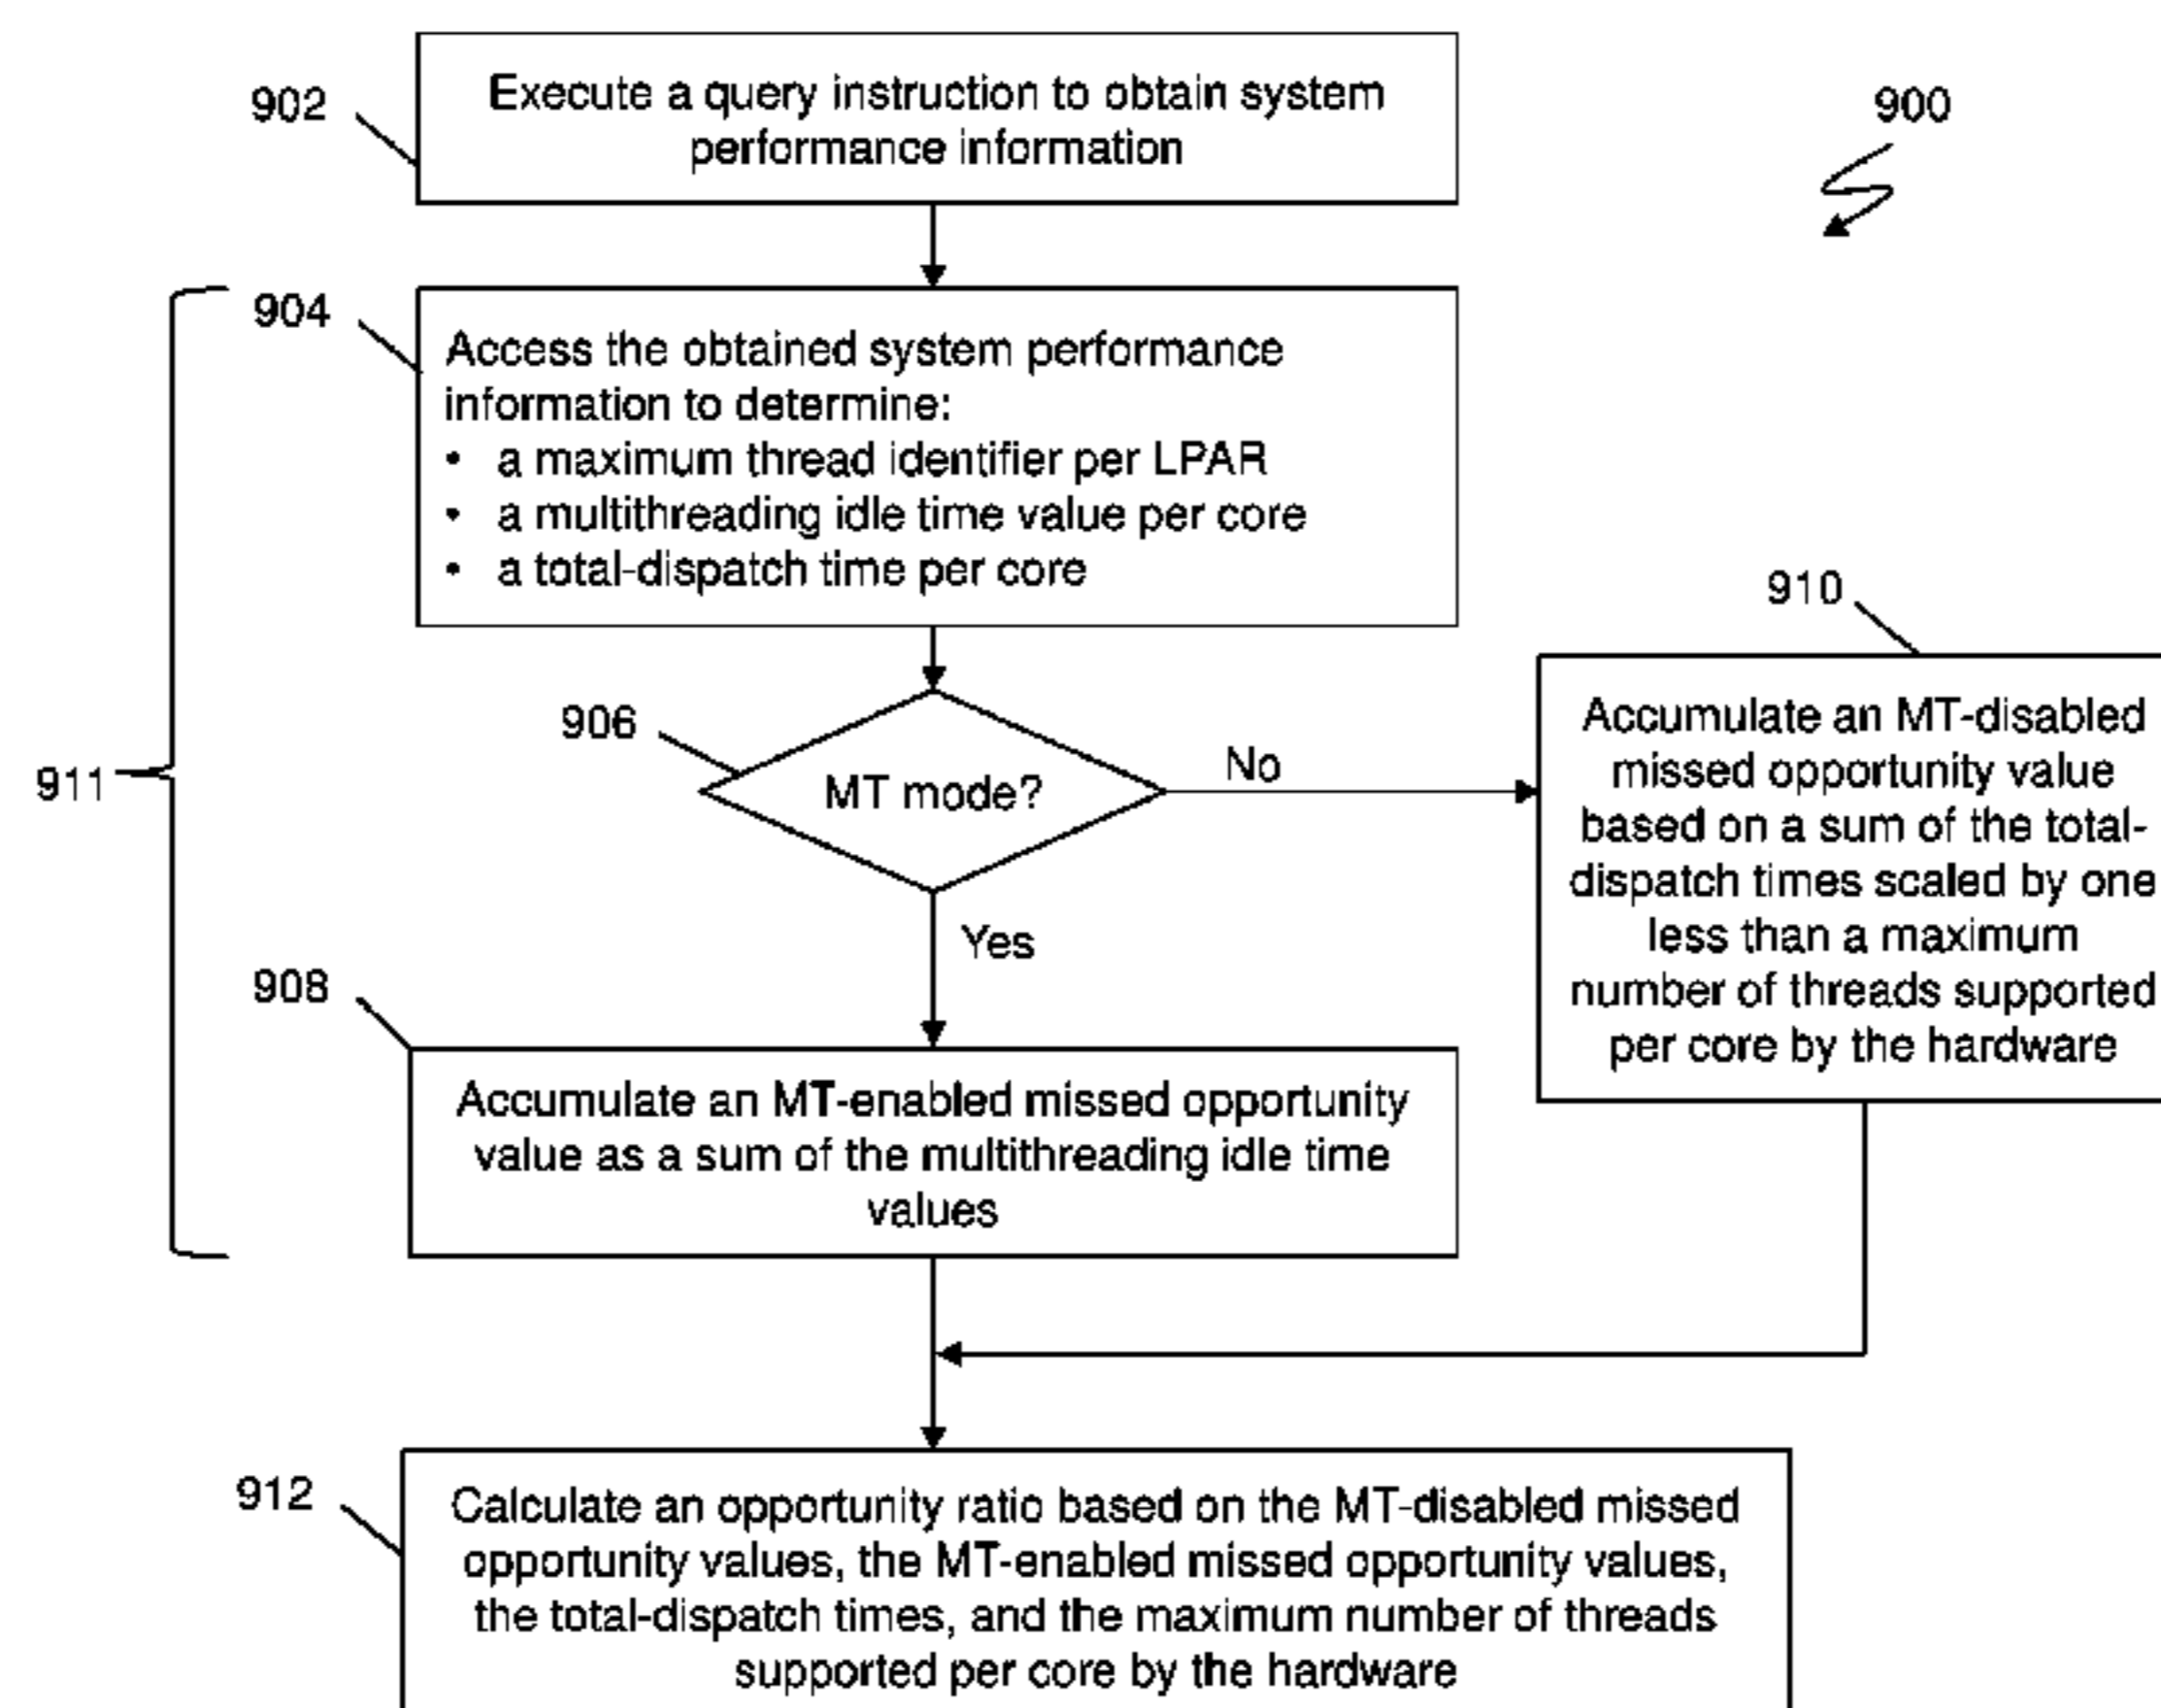 902
Execute a query instruction to obtain system
performance information
900
904
Access the obtained system performance
information to determine:
• a maximum thread identifier per LPAR
• a multithreading idle time value per core
• a total-dispatch time per core
906
MT mode?
No
Yes
910
Accumulate an MT-disabled
missed opportunity value
based on a sum of the total-
dispatch times scaled by one
less than a maximum
number of threads supported
per core by the hardware
911
908
Accumulate an MT-enabled missed opportunity
value as a sum of the multithreading idle time
values
912
Calculate an opportunity ratio based on the MT-disabled missed
opportunity values, the MT-enabled missed opportunity values,
the total-dispatch times, and the maximum number of threads
supported per core by the hardware